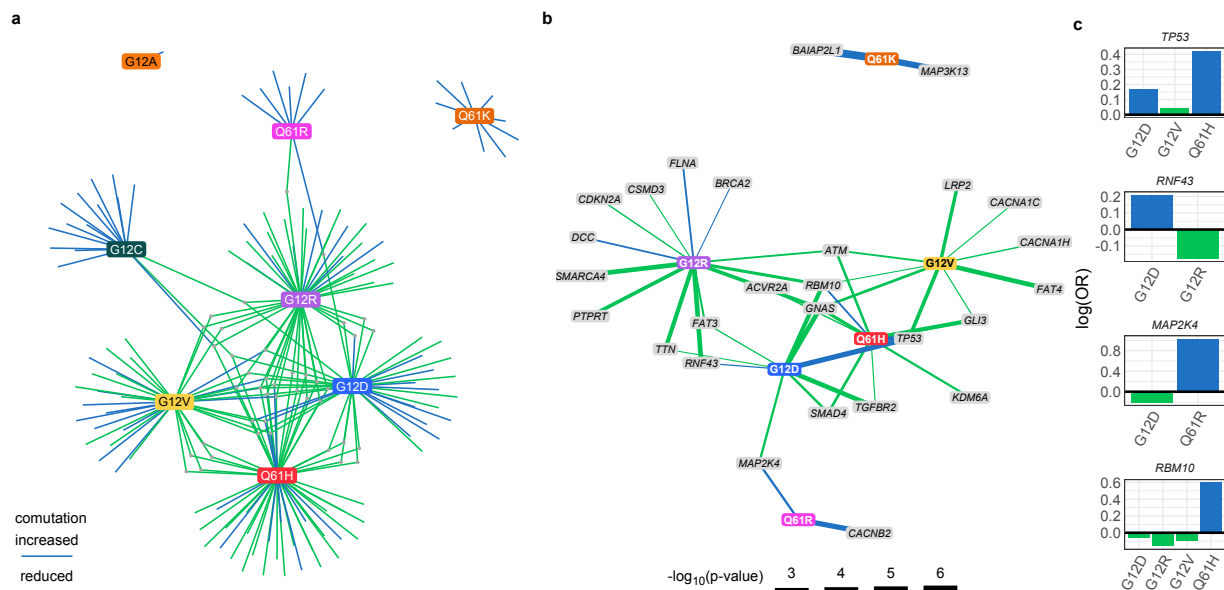 a
G12A
Q61R
Q61K
G12C
G12R
G12D
G12V
Q61H
comutation
increased
reduced
b
BAIAP2L1
Q61K
MAP3K13
FLNA
BRCA2
CSMD3
CDKN2A
LRP2
CACNA1C
DCC
ATM
CACNA1H
G12R
G12V
SMARCA4
ACVR2A
RBM10
FAT4
PTPRT
GNAS
FAT3
GLI3
Q61H
TP53
TTN
RNF43
G12D
KDM6A
TGFBR2
SMAD4
MAP2K4
Q61R
CACNB2
-log10(p-value) 3 4 5 6
c
log(OR)
TP53
0.4
0.3
0.2
0.1
0.0
G12D G12V Q61H
RNF43
0.2
0.1
0.0
-0.1
G12D G12R
MAP2K4
0.8
0.4
0.0
G12D Q61R
RBM10
0.6
0.4
0.2
0.0
G12D G12R G12V Q61H